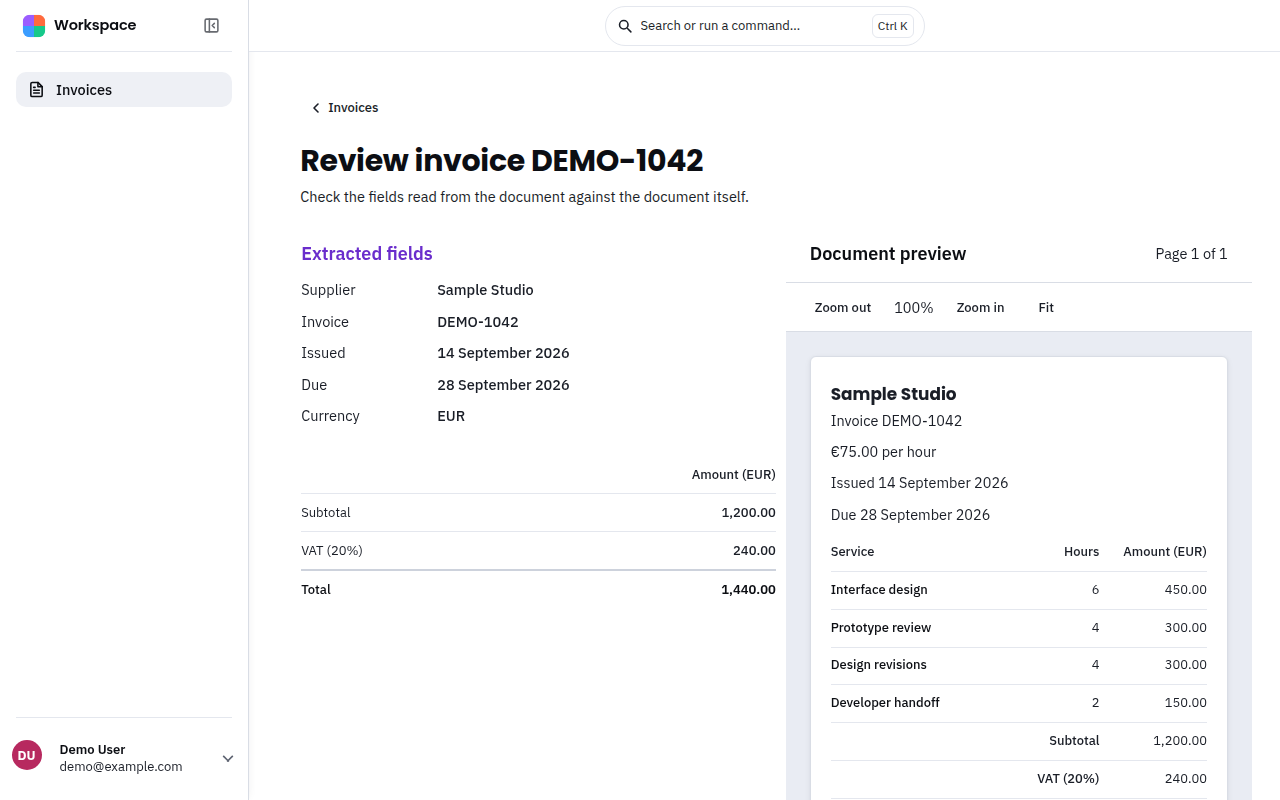 Workspace
Search or run a command...
Ctrl K
Invoices
Invoices
Review invoice DEMO-1042
Check the fields read from the document against the document itself.
Extracted fields
Supplier Sample Studio
Invoice DEMO-1042
Issued 14 September 2026
Due 28 September 2026
Currency EUR
Amount (EUR)
Subtotal 1,200.00
VAT (20%) 240.00
Total 1,440.00
Document preview
Page 1 of 1
Zoom out 100% Zoom in Fit
Sample Studio
Invoice DEMO-1042
€75.00 per hour
Issued 14 September 2026
Due 28 September 2026
Service Hours Amount (EUR)
Interface design 6 450.00
Prototype review 4 300.00
Design revisions 4 300.00
Developer handoff 2 150.00
Subtotal 1,200.00
VAT (20%) 240.00
DU
Demo User
demo@example.com